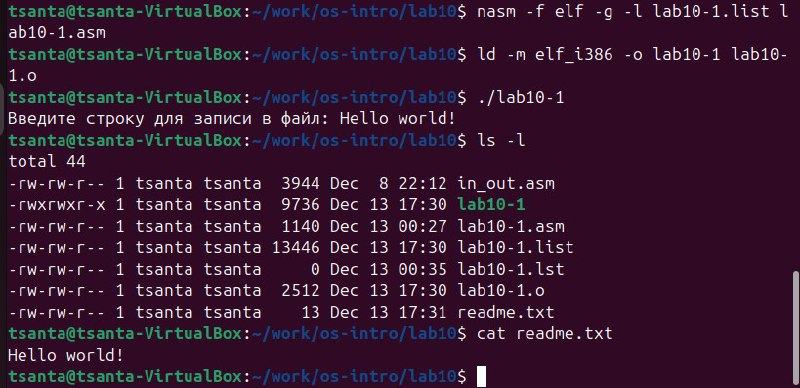 tsanta@tsanta-VirtualBox:~/work/os-intro/lab10$ nasm -f elf -g -l lab10-1.list l
ab10-1.asm
tsanta@tsanta-VirtualBox:~/work/os-intro/lab10$ ld -m elf_i386 -o lab10-1 lab10-
1.o
tsanta@tsanta-VirtualBox:~/work/os-intro/lab10$ ./lab10-1
Введите строку для записи в файл: Hello world!
tsanta@tsanta-VirtualBox:~/work/os-intro/lab10$ ls -l
total 44
-rw-rw-r-- 1 tsanta tsanta  3944 Dec  8 22:12 in_out.asm
-rwxrwxr-x 1 tsanta tsanta  9736 Dec 13 17:30 lab10-1
-rw-rw-r-- 1 tsanta tsanta  1140 Dec 13 00:27 lab10-1.asm
-rw-rw-r-- 1 tsanta tsanta 13446 Dec 13 17:30 lab10-1.list
-rw-rw-r-- 1 tsanta tsanta     0 Dec 13 00:35 lab10-1.lst
-rw-rw-r-- 1 tsanta tsanta  2512 Dec 13 17:30 lab10-1.o
-rw-rw-r-- 1 tsanta tsanta    13 Dec 13 17:31 readme.txt
tsanta@tsanta-VirtualBox:~/work/os-intro/lab10$ cat readme.txt
Hello world!
tsanta@tsanta-VirtualBox:~/work/os-intro/lab10$